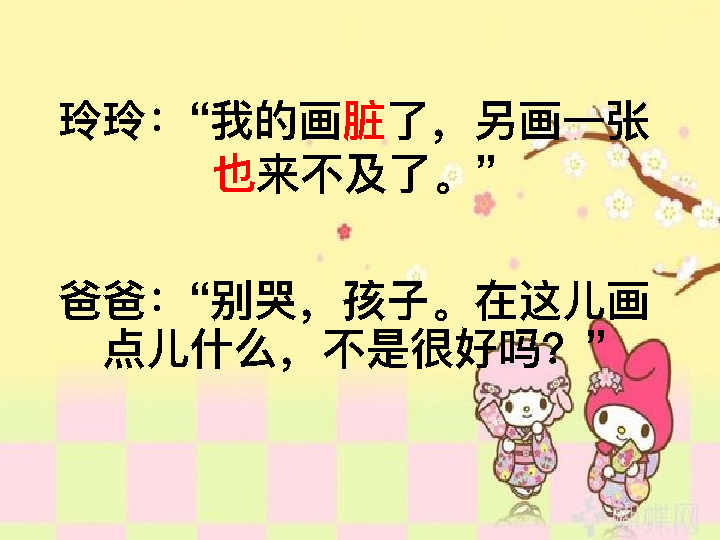 玲玲：“我的画脏了，另画一张
也来不及了。”
爸爸：“别哭，孩子。在这儿画
点儿什么，不是很好吗？”
蝴蝶网